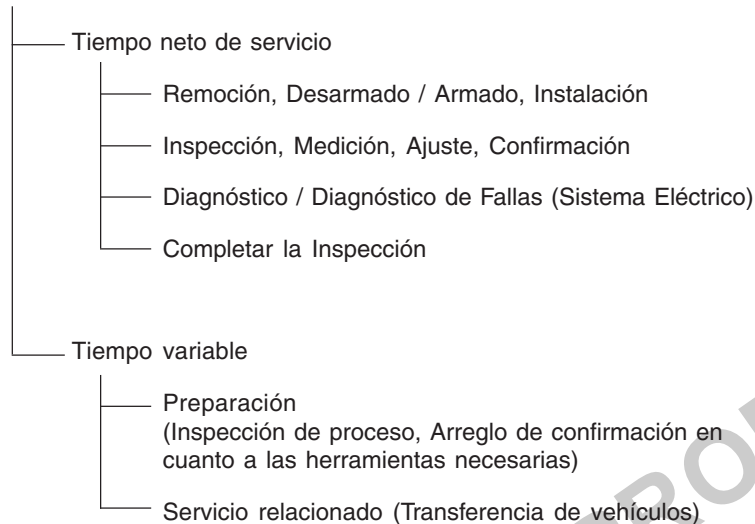 Tiempo neto de servicio
Remoción, Desarmado / Armado, Instalación
Inspección, Medición, Ajuste, Confirmación
Diagnóstico / Diagnóstico de Fallas (Sistema Eléctrico)
Completar la Inspección
Tiempo variable
Preparación
(Inspección de proceso, Arreglo de confirmación en
cuanto a las herramientas necesarias)
Servicio relacionado (Transferencia de vehículos)